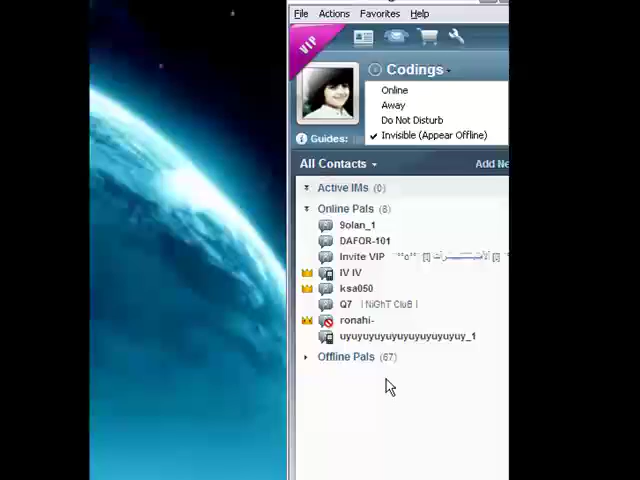 File Actions Favorites Help
VIP
Codings
Online
Away
Do Not Disturb
Invisible (Appear Offline)
Guides:
All Contacts Add Ne
Active IMs (0)
Online Pals (8)
9olan_1
DAFOR-101
Invite VIP
IV IV
ksa050
Q7 | NiGhT CluB |
ronahi-
uyuyuyuyuyuyuyuyuyuyuy_1
Offline Pals (67)